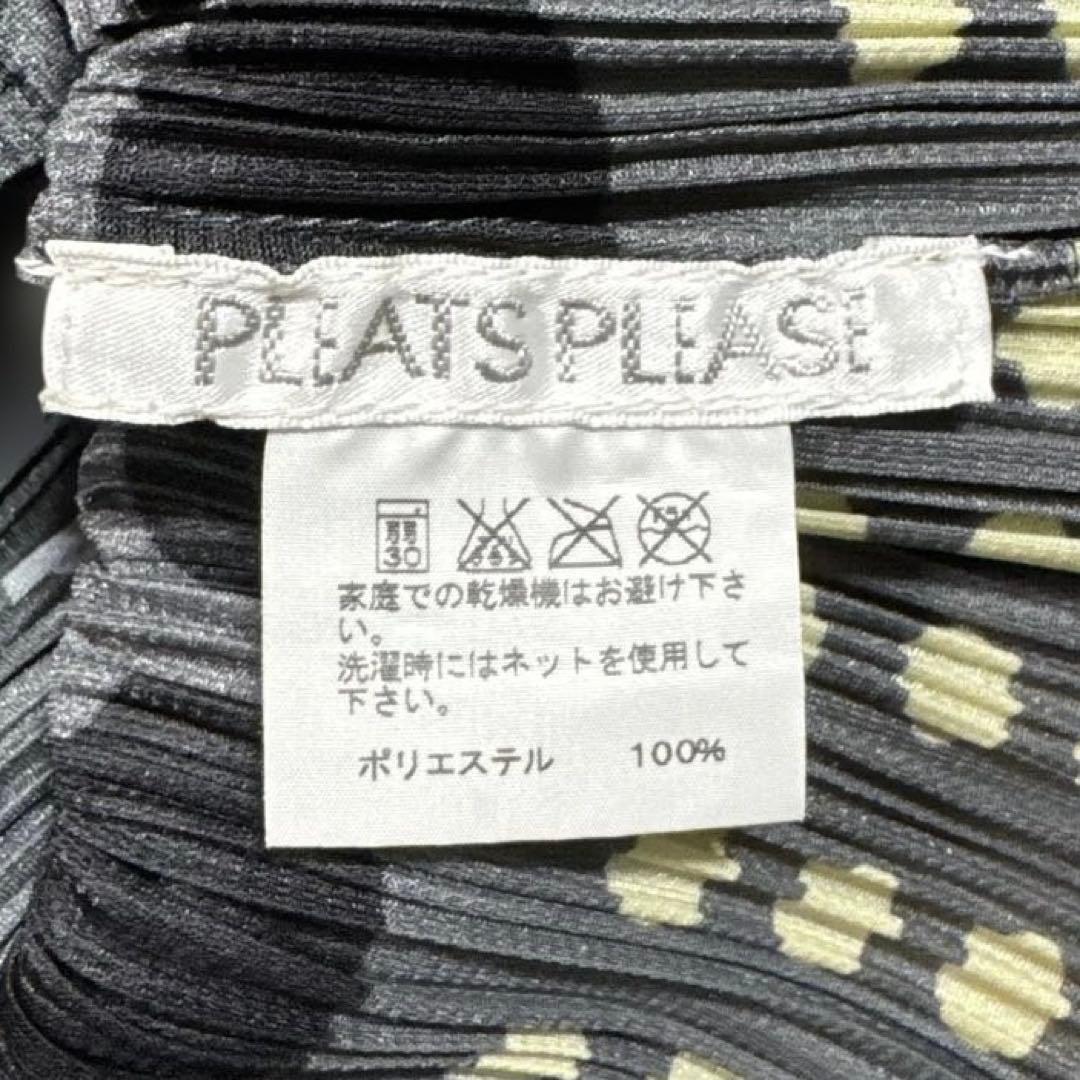 PLEATS PLEASE
弱
30
家庭での乾燥機はお避け下さ
い。
洗濯時にはネットを使用して
下さい。
ポリエステル 100%